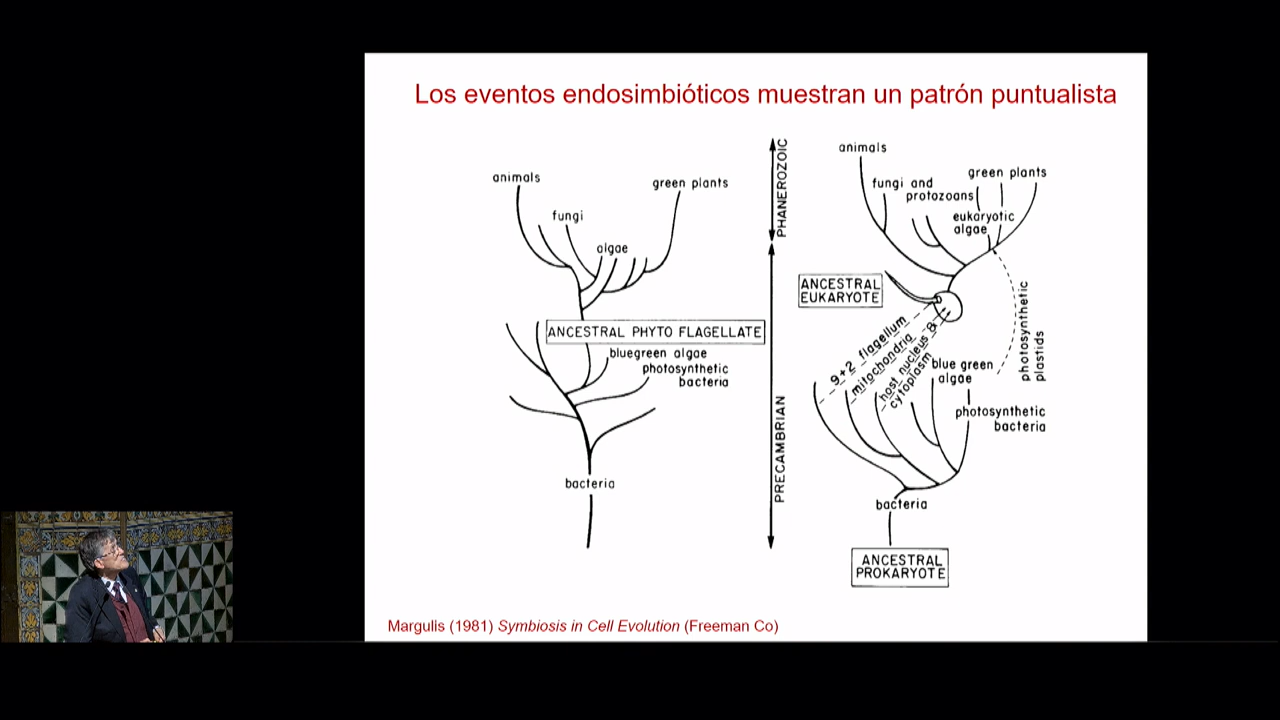 Los eventos endosimbióticos muestran un patrón puntualista
animals
fungi
algae
green plants
ANCESTRAL PHYTO FLAGELLATE
bluegreen algae
photosynthetic
bacteria
bacteria
PHANEROZOIC
PRECAMBRIAN
animals
fungi and
protozoans
green plants
eukaryotic
algae
ANCESTRAL
EUKARYOTE
9+2 flagellum
mitochondria
host nucleus &
cytoplasm
blue green
algae
photosynthetic
plastids
photosynthetic
bacteria
bacteria
ANCESTRAL
PROKARYOTE
Margulis (1981) Symbiosis in Cell Evolution (Freeman Co)